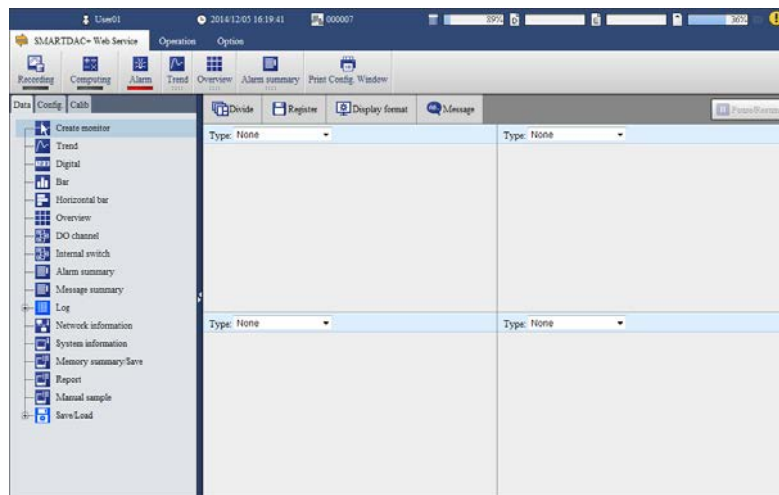 User01 2014/12/05 16:19:41 000007 89% 36%
SMARTDAC+ Web Service Operation Option
Recording Computing Alarm Trend Overview Alarm summary Print Config. Window
Data Config Calib Divide Register Display format Message Pause/Resume
Create monitor
Type: None Type: None
Trend
Digital
Bar
Horizontal bar
Overview
DO channel
Internal switch
Alarm summary
Message summary
Log
Network information
Type: None Type: None
System information
Memory summary/Save
Report
Manual sample
Save/Load